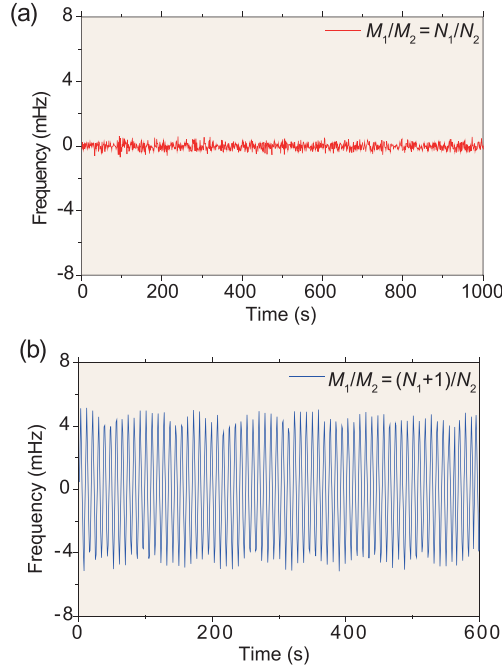 (a)
M₁/M₂ = N₁/N₂
8
4
0
-4
-8
Frequency (mHz)
0 200 400 600 800 1000
Time (s)
(b)
M₁/M₂ = (N₁+1)/N₂
8
4
0
-4
-8
Frequency (mHz)
0 200 400 600
Time (s)